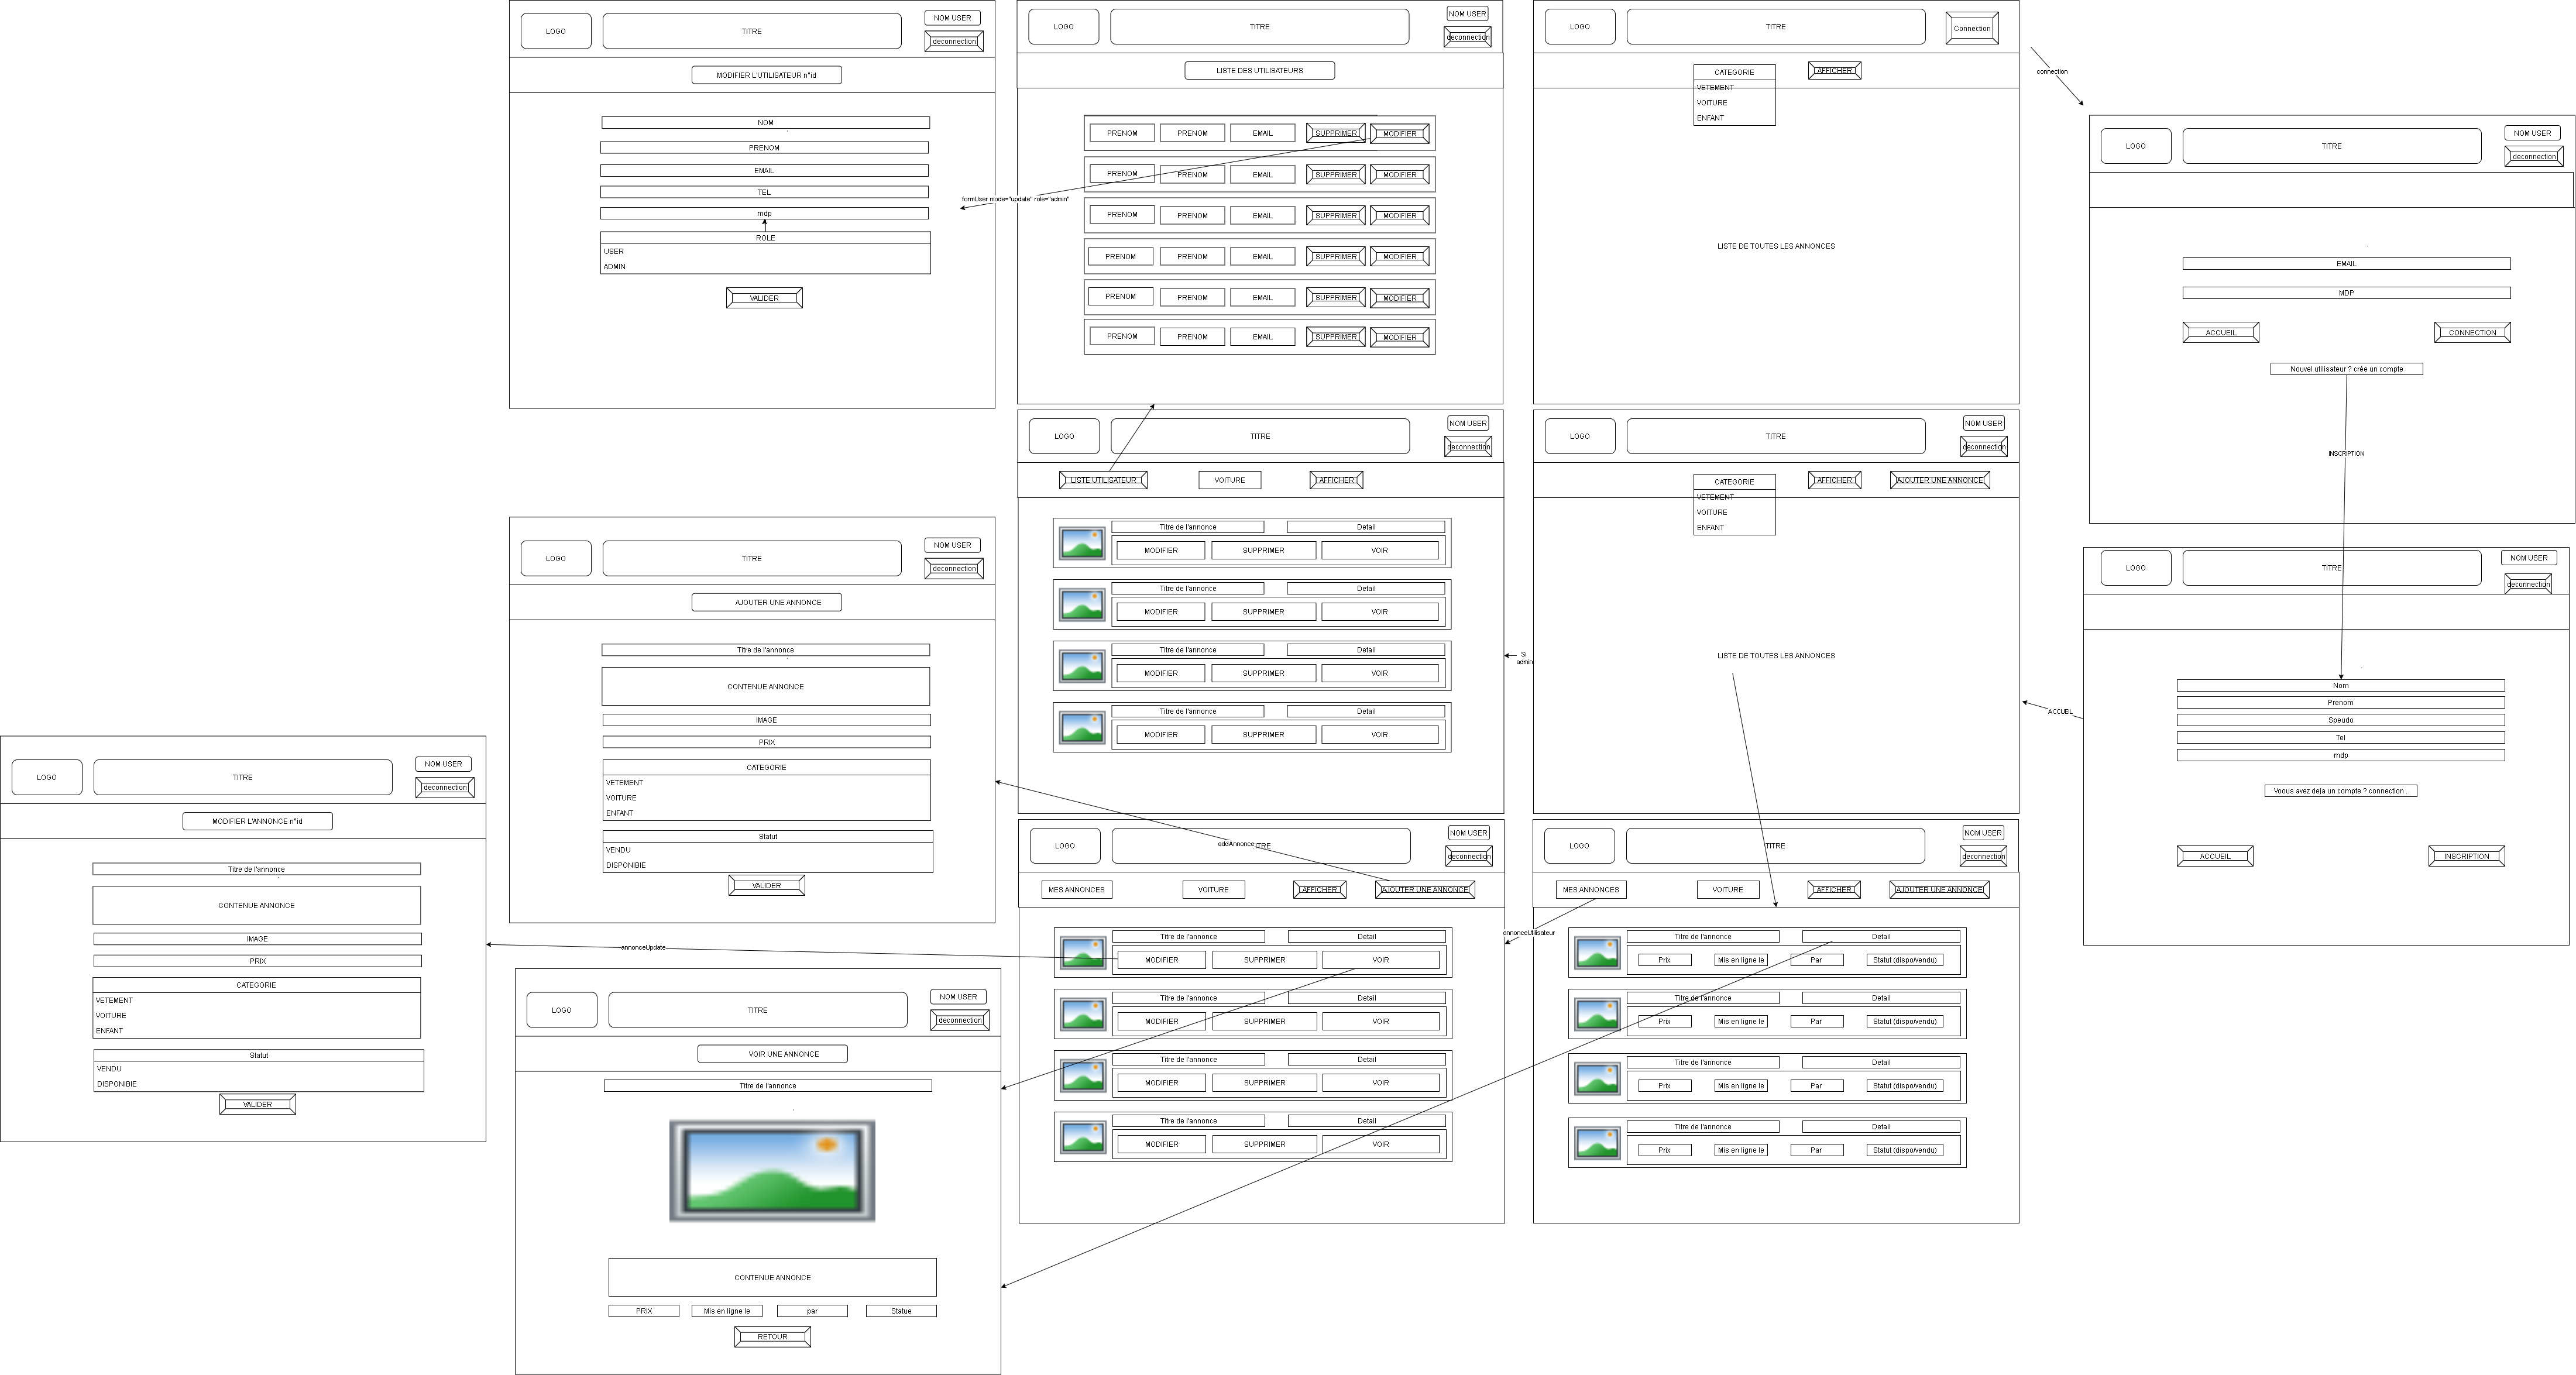 LOGO
TITRE
NOM USER
deconnection
MODIFIER L'UTILISATEUR n°id
NOM
PRENOM
EMAIL
TEL
mdp
ROLE
USER
ADMIN
VALIDER
formUser mode="update" role="admin"
LOGO
TITRE
NOM USER
deconnection
LISTE DES UTILISATEURS
PRENOM PRENOM EMAIL SUPPRIMER MODIFIER
PRENOM PRENOM EMAIL SUPPRIMER MODIFIER
PRENOM PRENOM EMAIL SUPPRIMER MODIFIER
PRENOM PRENOM EMAIL SUPPRIMER MODIFIER
PRENOM PRENOM EMAIL SUPPRIMER MODIFIER
PRENOM PRENOM EMAIL SUPPRIMER MODIFIER
LOGO
TITRE
Connection
CATEGORIE
VETEMENT
VOITURE
ENFANT
AFFICHER
LISTE DE TOUTES LES ANNONCES
connection
LOGO
TITRE
NOM USER
deconnection
EMAIL
MDP
ACCUEIL
CONNECTION
Nouvel utilisateur ? crée un compte
INSCRIPTION
LOGO
TITRE
NOM USER
deconnection
LISTE UTILISATEUR
VOITURE
AFFICHER
Titre de l'annonce Detail
MODIFIER SUPPRIMER VOIR
Titre de l'annonce Detail
MODIFIER SUPPRIMER VOIR
Titre de l'annonce Detail
MODIFIER SUPPRIMER VOIR
Titre de l'annonce Detail
MODIFIER SUPPRIMER VOIR
Si
admin
LOGO
TITRE
NOM USER
deconnection
CATEGORIE
VETEMENT
VOITURE
ENFANT
AFFICHER
AJOUTER UNE ANNONCE
LISTE DE TOUTES LES ANNONCES
ACCUEIL
LOGO
TITRE
NOM USER
deconnection
Nom
Prenom
Speudo
Tel
mdp
Voous avez deja un compte ? connection .
ACCUEIL
INSCRIPTION
LOGO
TITRE
NOM USER
deconnection
AJOUTER UNE ANNONCE
Titre de l'annonce
CONTENUE ANNONCE
IMAGE
PRIX
CATEGORIE
VETEMENT
VOITURE
ENFANT
Statut
VENDU
DISPONIBIE
VALIDER
LOGO
TITRE
NOM USER
deconnection
MODIFIER L'ANNONCE n°id
Titre de l'annonce
CONTENUE ANNONCE
IMAGE
PRIX
CATEGORIE
VETEMENT
VOITURE
ENFANT
Statut
VENDU
DISPONIBIE
VALIDER
annonceUpdate
addAnnonce
LOGO
TITRE
NOM USER
deconnection
MES ANNONCES
VOITURE
AFFICHER
AJOUTER UNE ANNONCE
Titre de l'annonce Detail
MODIFIER SUPPRIMER VOIR
Titre de l'annonce Detail
MODIFIER SUPPRIMER VOIR
Titre de l'annonce Detail
MODIFIER SUPPRIMER VOIR
Titre de l'annonce Detail
MODIFIER SUPPRIMER VOIR
annonceUtilisateur
LOGO
TITRE
NOM USER
deconnection
MES ANNONCES
VOITURE
AFFICHER
AJOUTER UNE ANNONCE
Titre de l'annonce Detail
Prix Mis en ligne le Par Statut (dispo/vendu)
Titre de l'annonce Detail
Prix Mis en ligne le Par Statut (dispo/vendu)
Titre de l'annonce Detail
Prix Mis en ligne le Par Statut (dispo/vendu)
Titre de l'annonce Detail
Prix Mis en ligne le Par Statut (dispo/vendu)
LOGO
TITRE
NOM USER
deconnection
VOIR UNE ANNONCE
Titre de l'annonce
CONTENUE ANNONCE
PRIX Mis en ligne le par Statue
RETOUR